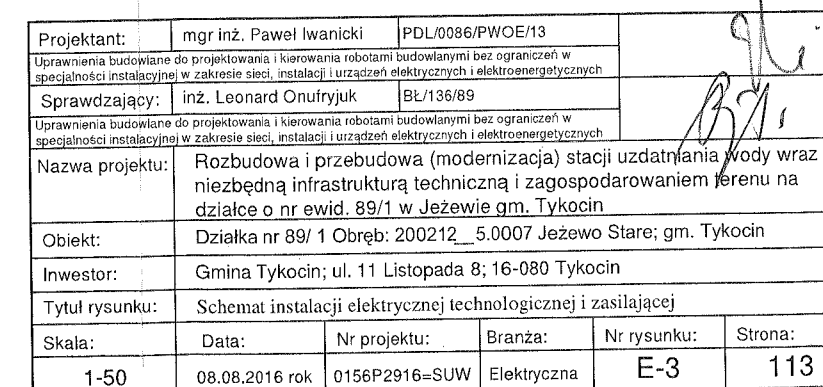 Projektant: mgr inż. Paweł Iwanicki PDL/0086/PWOE/13
Uprawnienia budowlane do projektowania i kierowania robotami budowlanymi bez ograniczeń w
specjalności instalacyjnej w zakresie sieci, instalacji i urządzeń elektrycznych i elektroenergetycznych
Sprawdzający: inż. Leonard Onufryjuk BŁ/136/89
Uprawnienia budowlane do projektowania i kierowania robotami budowlanymi bez ograniczeń w
specjalności instalacyjnej w zakresie sieci, instalacji i urządzeń elektrycznych i elektroenergetycznych
Nazwa projektu: Rozbudowa i przebudowa (modernizacja) stacji uzdatniania wody wraz
niezbędną infrastrukturą techniczną i zagospodarowaniem terenu na
działce o nr ewid. 89/1 w Jeżewie gm. Tykocin
Obiekt: Działka nr 89/ 1 Obręb: 200212__5.0007 Jeżewo Stare; gm. Tykocin
Inwestor: Gmina Tykocin; ul. 11 Listopada 8; 16-080 Tykocin
Tytuł rysunku: Schemat instalacji elektrycznej technologicznej i zasilającej
Skala: Data: Nr projektu: Branża: Nr rysunku: Strona:
1-50 08.08.2016 rok 0156P2916=SUW Elektryczna E-3 113